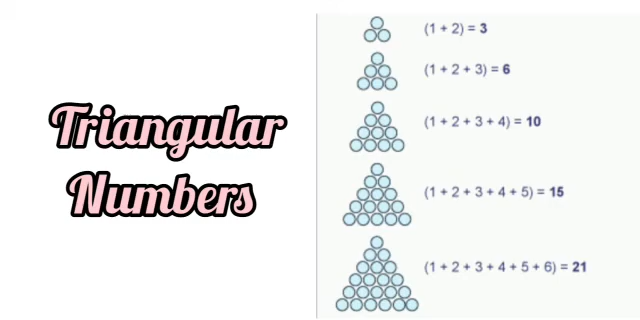 Triangular
Numbers
(1 + 2) = 3
(1 + 2 + 3) = 6
(1 + 2 + 3 + 4) = 10
(1 + 2 + 3 + 4 + 5) = 15
(1 + 2 + 3 + 4 + 5 + 6) = 21